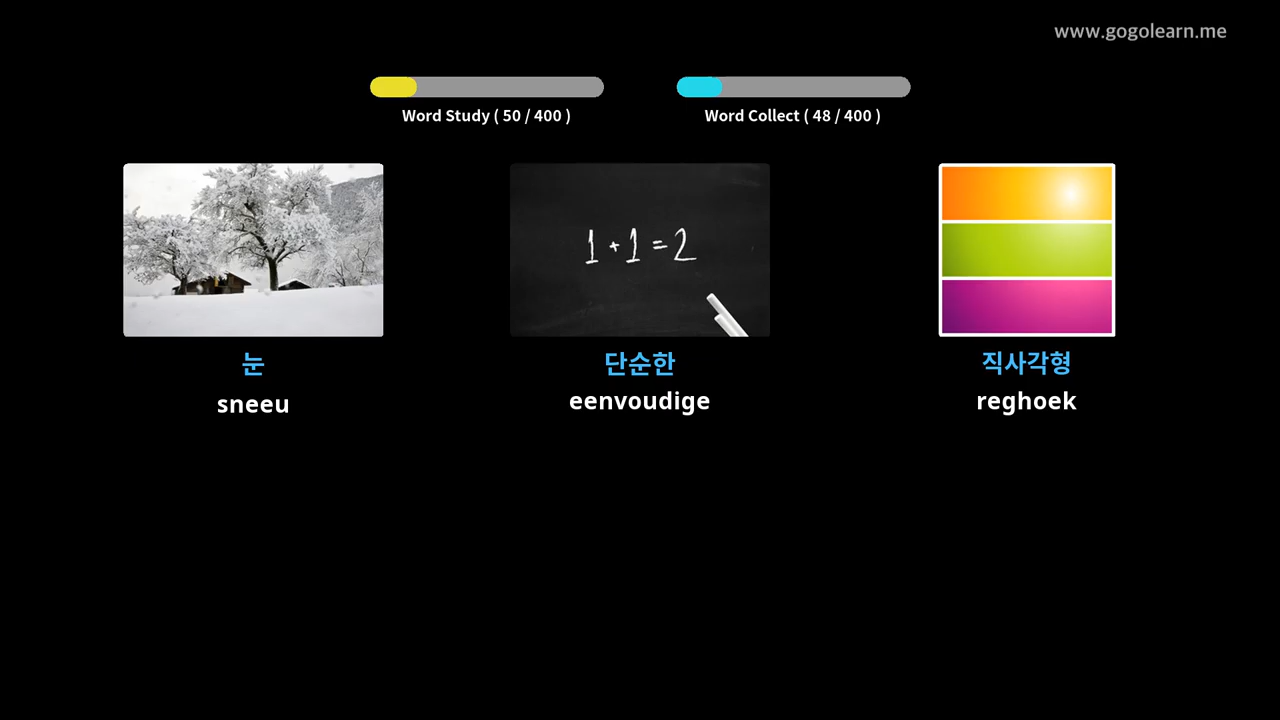 www.gogolearn.me
Word Study ( 50 / 400 )
Word Collect ( 48 / 400 )
1 + 1 = 2
눈
단순한
직사각형
sneeu
eenvoudige
reghoek